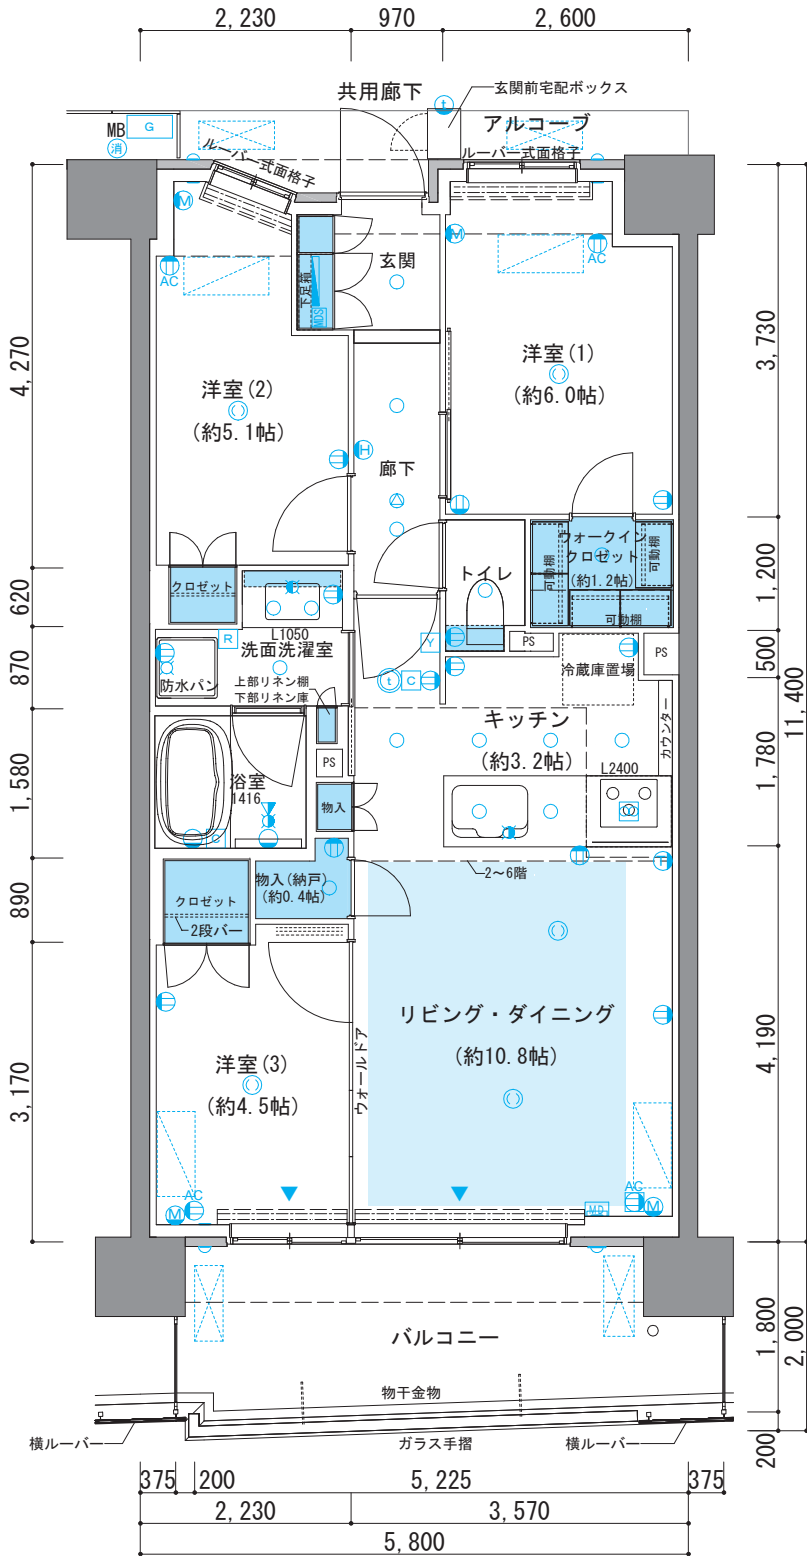 2,230
970
2,600
共用廊下
玄関前宅配ボックス
t
アルコーブ
MB
G
消
ルーバー式面格子
ルーバー式面格子
M
M
AC
AC
玄関
下足箱
MDS
4,270
3,730
洋室(1)
(約6.0帖)
洋室(2)
(約5.1帖)
H
廊下
トイレ
ウォークイン
クロゼット
(約1.2帖)
可動棚
可動棚
可動棚
1,200
620
クロゼット
L1050
洗面洗濯室
R
Y
PS
冷蔵庫置場
PS
500
870
防水パン
上部リネン棚
下部リネン庫
t
C
キッチン
(約3.2帖)
カウンター
11,400
1,780
1,580
浴室
1416
PS
L2400
物入
C
890
クロゼット
2段バー
物入(納戸)
(約0.4帖)
2～6階
T
リビング・ダイニング
(約10.8帖)
4,190
洋室(3)
(約4.5帖)
ウォールドア
3,170
AC
M
AC
M
MD
バルコニー
1,800
2,000
物干金物
横ルーバー
ガラス手摺
横ルーバー
200
375
200
5,225
375
2,230
3,570
5,800